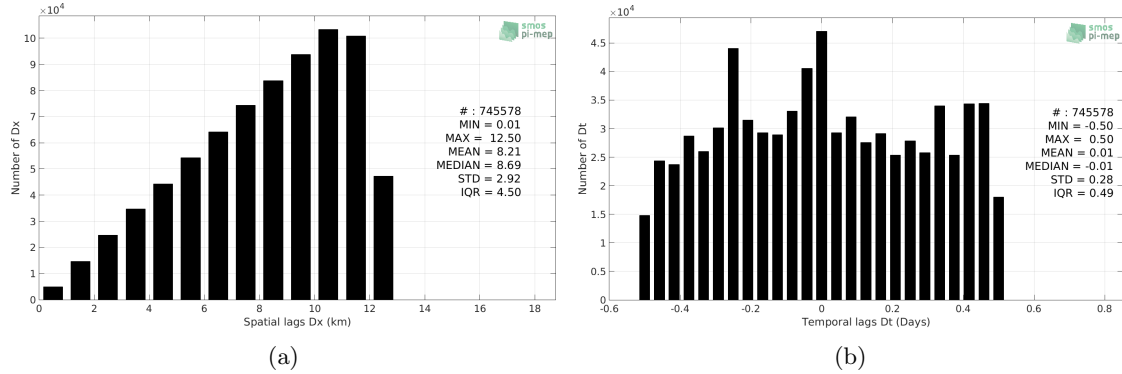 ×10⁴
11
10
9
8
7
6
5
4
3
2
1
0
Number of Dx
0 2 4 6 8 10 12 14 16 18
Spatial lags Dx (km)
smos
pi-mep
# : 745578
MIN = 0.01
MAX = 12.50
MEAN = 8.21
MEDIAN = 8.69
STD = 2.92
IQR = 4.50
(a)
×10⁴
4.5
4
3.5
3
2.5
2
1.5
1
0.5
0
Number of Dt
-0.6 -0.4 -0.2 0 0.2 0.4 0.6 0.8
Temporal lags Dt (Days)
smos
pi-mep
# : 745578
MIN = -0.50
MAX = 0.50
MEAN = 0.01
MEDIAN = -0.01
STD = 0.28
IQR = 0.49
(b)